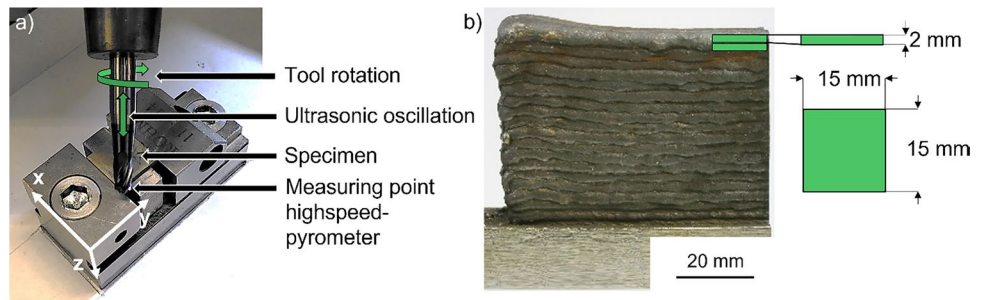 a)
Tool rotation
Ultrasonic oscillation
Specimen
Measuring point
highspeed-
pyrometer
x
y
z
b)
2 mm
15 mm
15 mm
20 mm